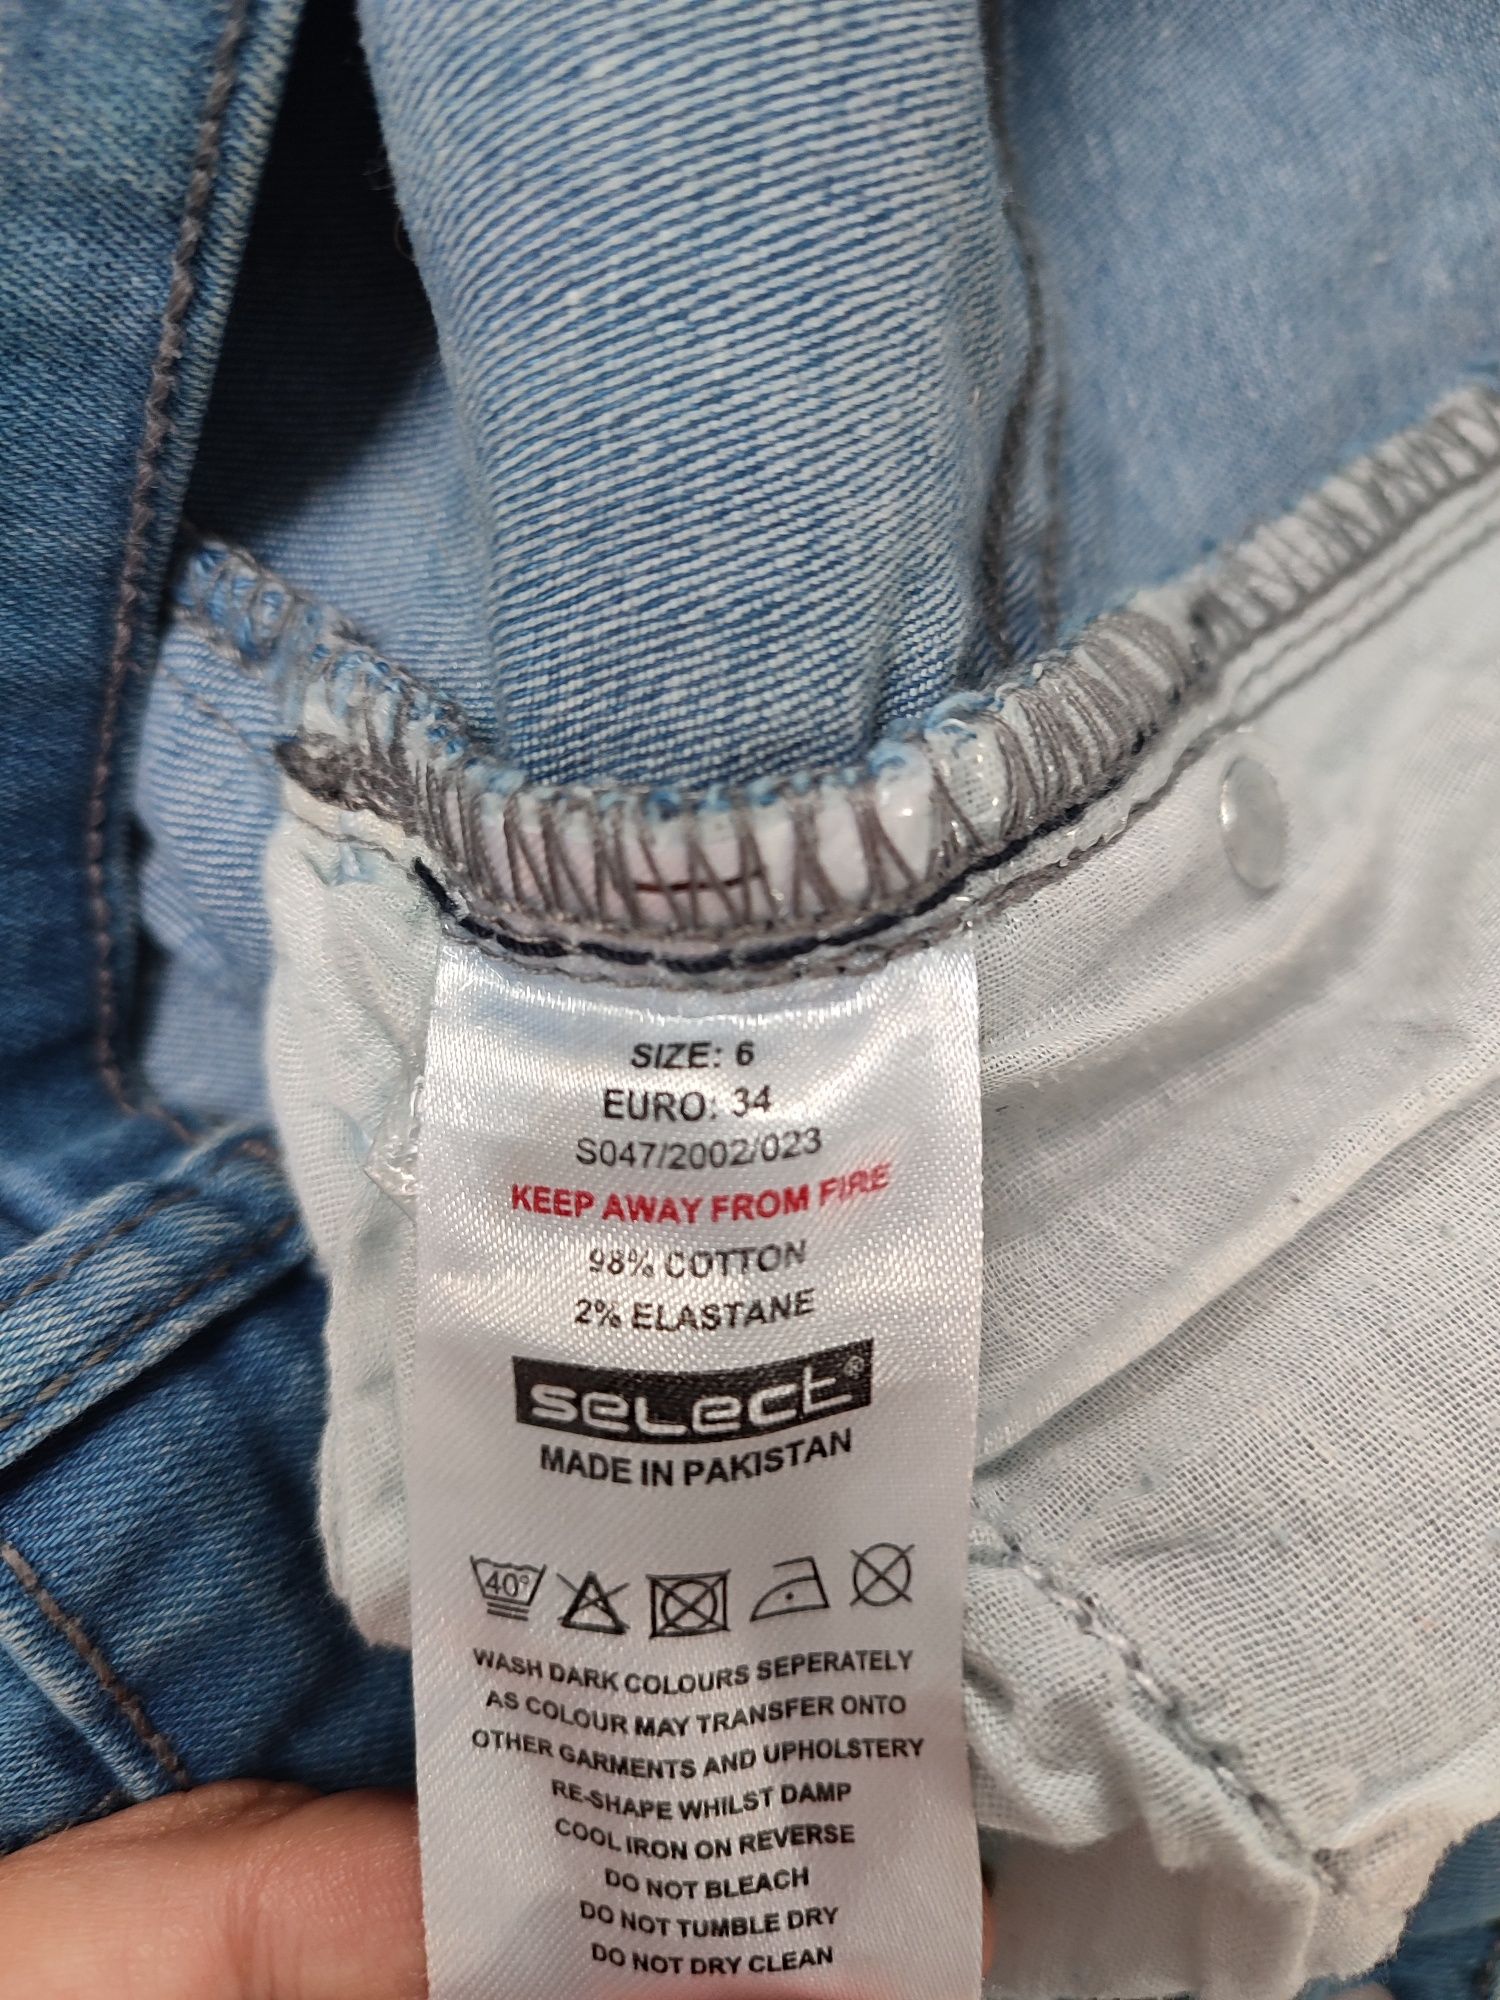 SIZE: 6
EURO: 34
S047/2002/023
KEEP AWAY FROM FIRE
98% COTTON
2% ELASTANE
select®
MADE IN PAKISTAN
40°
WASH DARK COLOURS SEPERATELY
AS COLOUR MAY TRANSFER ONTO
OTHER GARMENTS AND UPHOLSTERY
RE-SHAPE WHILST DAMP
COOL IRON ON REVERSE
DO NOT BLEACH
DO NOT TUMBLE DRY
DO NOT DRY CLEAN